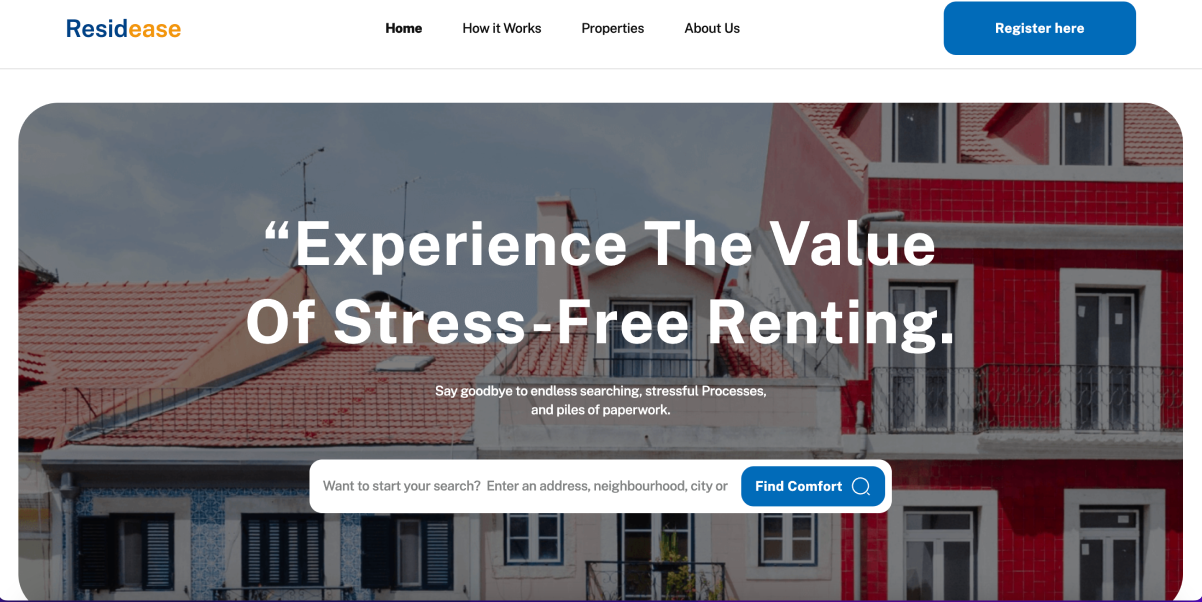 Residease
Home
How it Works
Properties
About Us
Register here
“Experience The Value
Of Stress-Free Renting.
Say goodbye to endless searching, stressful Processes,
and piles of paperwork.
Want to start your search?  Enter an address, neighbourhood, city or
Find Comfort